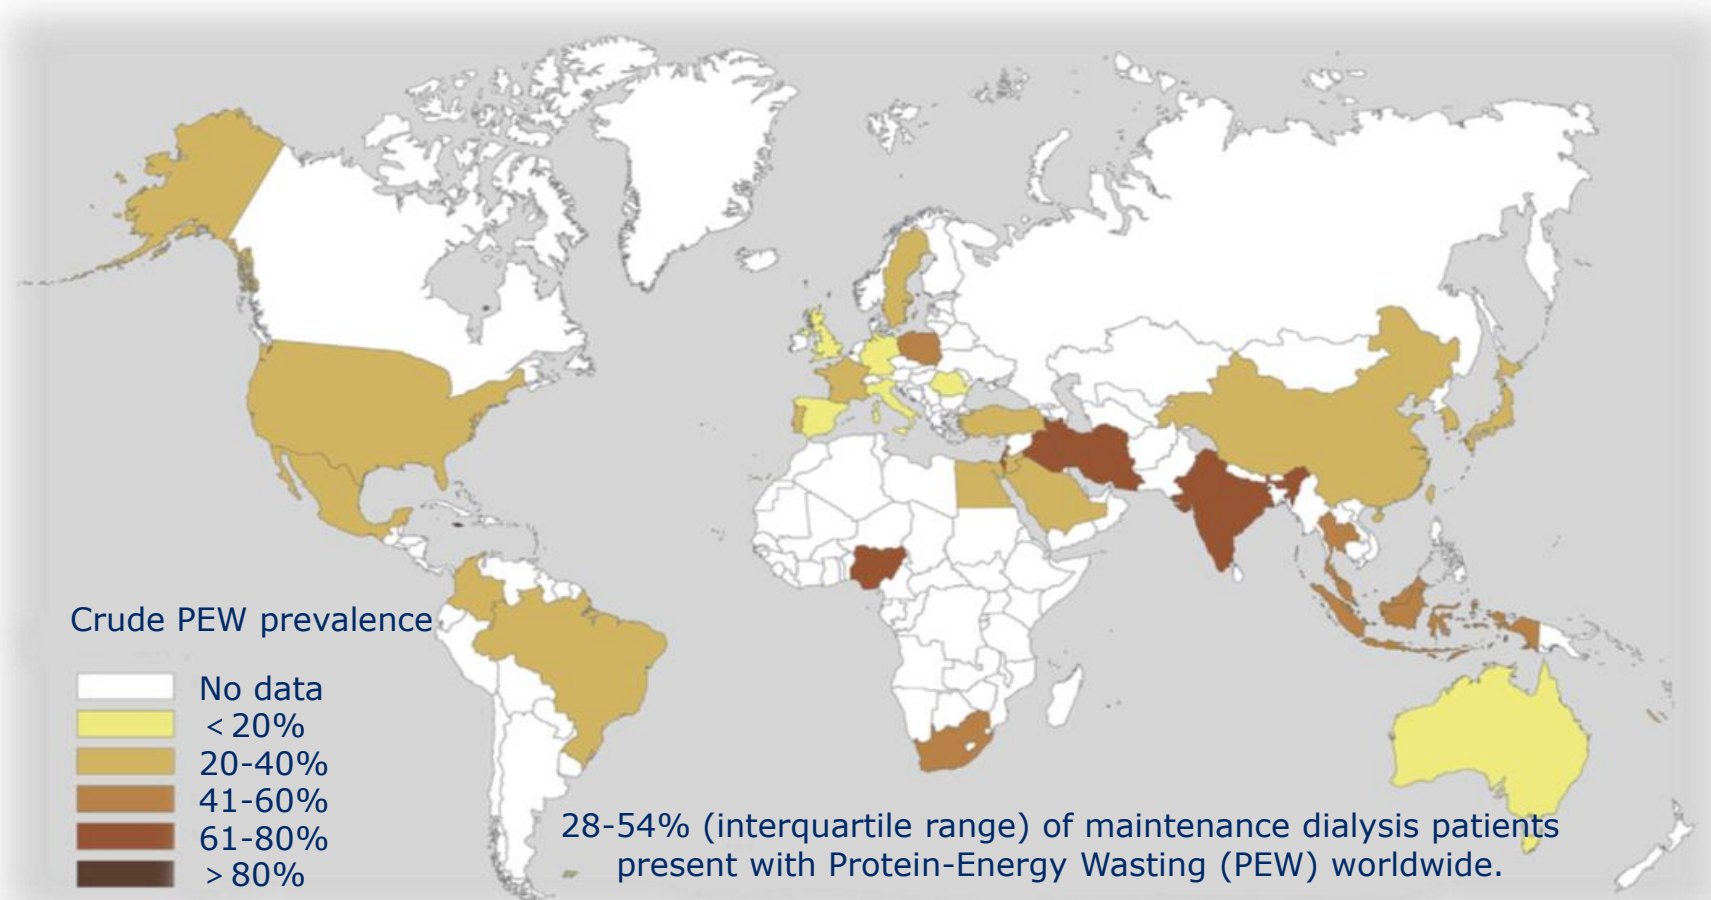 Crude PEW prevalence
No data
<20%
20-40%
41-60%
61-80%
>80%
28-54% (interquartile range) of maintenance dialysis patients
present with Protein-Energy Wasting (PEW) worldwide.